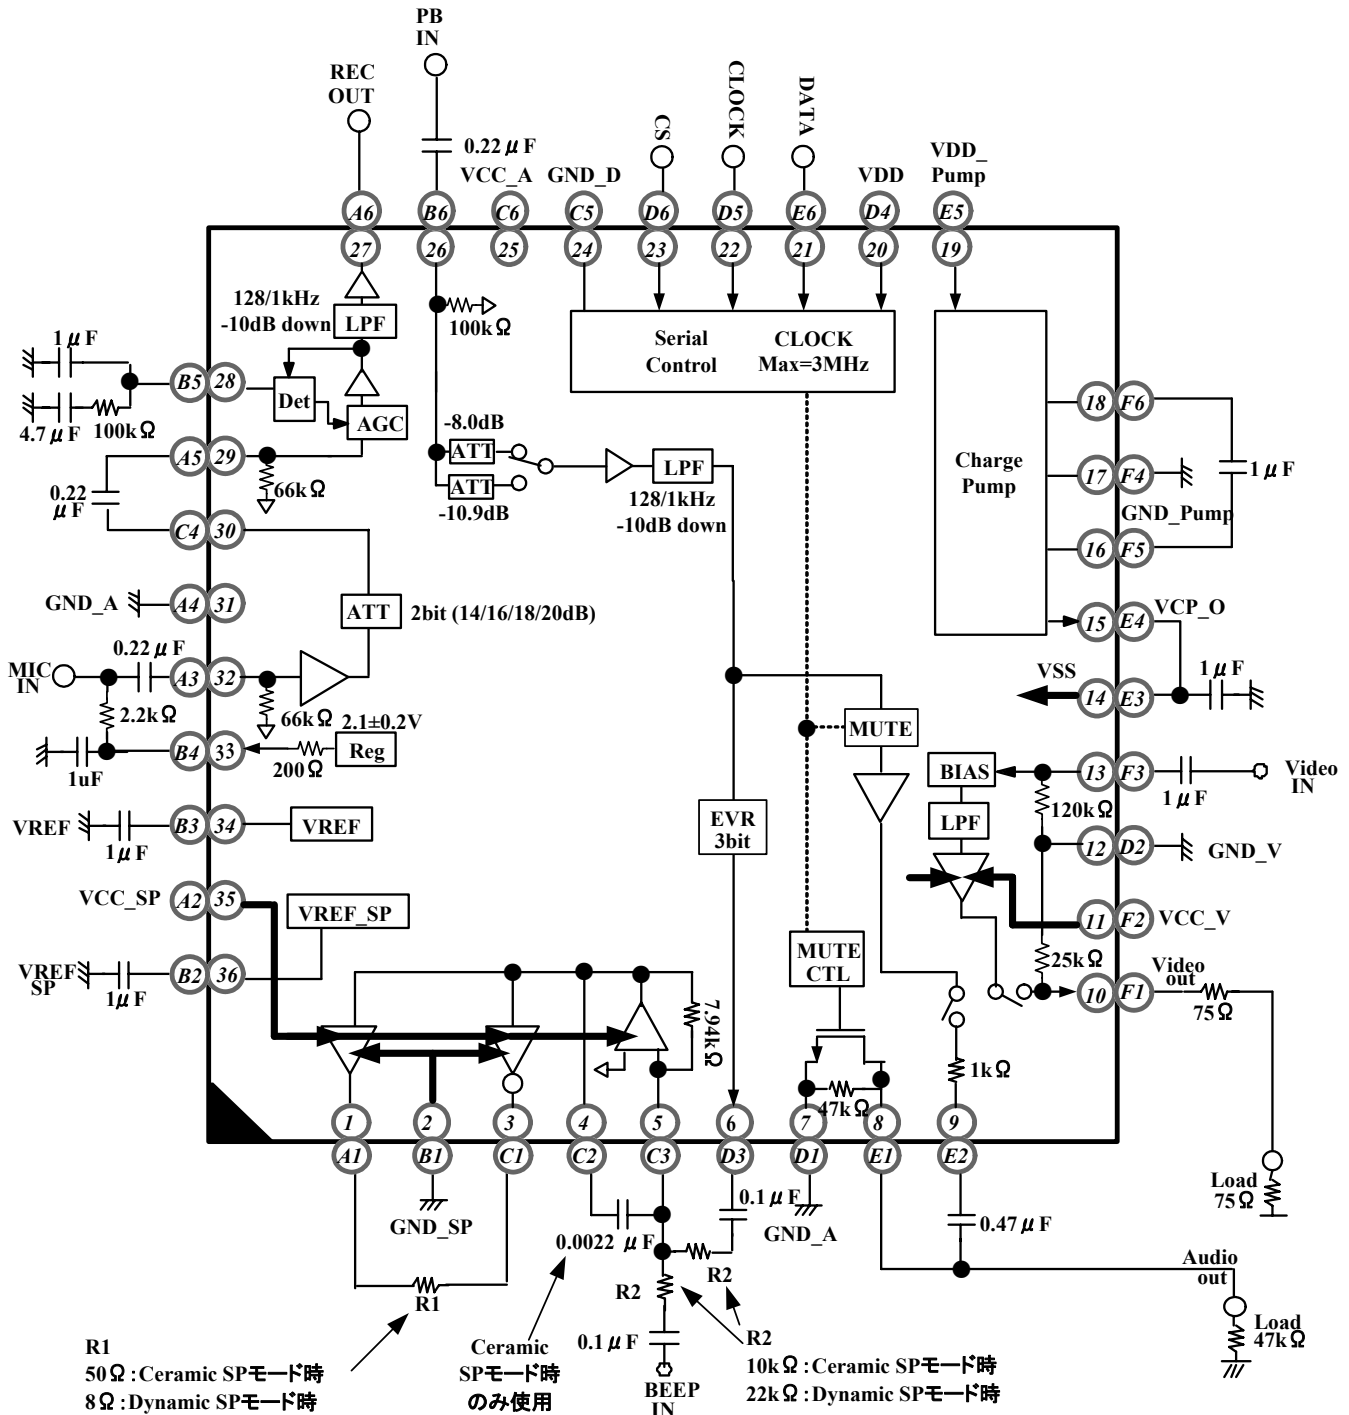 PB
IN
REC
OUT
CS
CLOCK
DATA
0.22μF
VCC_A
GND_D
VDD
VDD_
Pump
A6
B6
C6
C5
D6
D5
E6
D4
E5
27
26
25
24
23
22
21
20
19
128/1kHz
-10dB down
LPF
100kΩ
Serial
Control
CLOCK
Max=3MHz
1μF
B5
28
Det
AGC
4.7μF
100kΩ
A5
29
66kΩ
0.22
μF
C4
30
-8.0dB
ATT
ATT
-10.9dB
LPF
128/1kHz
-10dB down
Charge
Pump
18
F6
17
F4
1μF
GND_Pump
16
F5
GND_A
A4
31
ATT
2bit (14/16/18/20dB)
15
E4
VCP_O
0.22μF
MIC
IN
A3
32
66kΩ
2.2kΩ
VSS
14
E3
1μF
2.1±0.2V
B4
33
200Ω
Reg
1uF
MUTE
BIAS
13
F3
1μF
Video
IN
120kΩ
VREF
1μF
B3
34
VREF
EVR
3bit
LPF
12
D2
GND_V
VCC_SP
A2
35
VREF_SP
11
F2
VCC_V
VREF
SP
1μF
B2
36
MUTE
CTL
25kΩ
10
F1
Video
out
75Ω
7.94kΩ
47kΩ
1kΩ
1
2
3
4
5
6
7
8
9
A1
B1
C1
C2
C3
D3
D1
E1
E2
GND_SP
0.0022 μF
0.1μF
GND_A
0.47μF
Load
75Ω
R1
R2
R2
R2
Audio
out
Load
47kΩ
0.1μF
BEEP
IN
R1
50Ω:Ceramic SPモード時
8Ω:Dynamic SPモード時
Ceramic
SPモード時
のみ使用
10kΩ:Ceramic SPモード時
22kΩ:Dynamic SPモード時